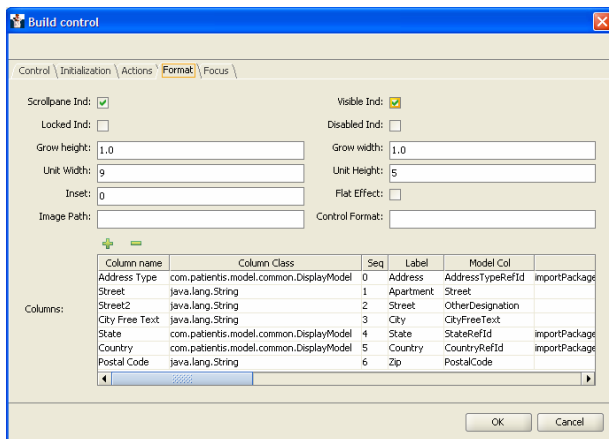 Build control
Control Initialization Actions Format Focus
Scrollpane Ind: Visible Ind:
Locked Ind: Disabled Ind:
Grow height: 1.0 Grow width: 1.0
Unit Width: 9 Unit Height: 5
Inset: 0 Flat Effect:
Image Path: Control Format:
Column name Column Class Seq Label Model Col
Address Type com.patientis.model.common.DisplayModel 0 Address AddressTypeRefId importPackage
Street java.lang.String 1 Apartment Street
Street2 java.lang.String 2 Street OtherDesignation
Columns: City Free Text java.lang.String 3 City CityFreeText
State com.patientis.model.common.DisplayModel 4 State StateRefId importPackage
Country com.patientis.model.common.DisplayModel 5 Country CountryRefId importPackage
Postal Code java.lang.String 6 Zip PostalCode
OK Cancel